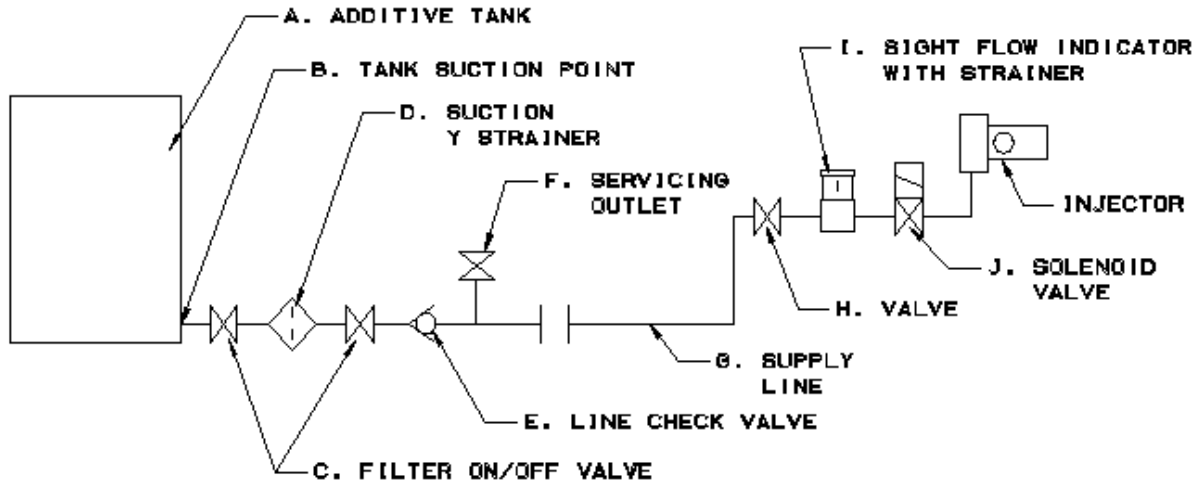 A. ADDITIVE TANK
B. TANK SUCTION POINT
D. SUCTION
Y STRAINER
F. SERVICING
OUTLET
I. SIGHT FLOW INDICATOR
WITH STRAINER
INJECTOR
J. SOLENOID
VALVE
H. VALVE
G. SUPPLY
LINE
E. LINE CHECK VALVE
C. FILTER ON/OFF VALVE